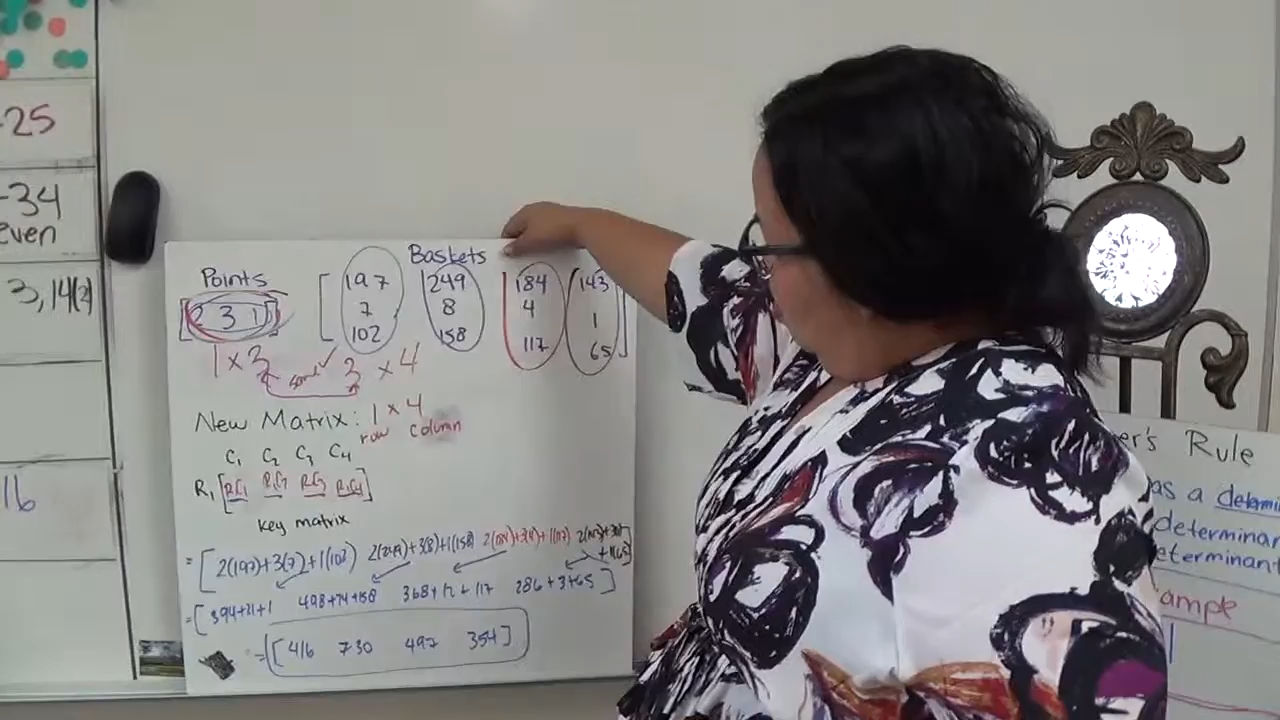 -25
-34
even
3, 14(2)
16
Points
[2 3 1]
Baskets
197 249 184 143
7 8 4 1
102 158 117 65
1 x 3 same ✓ 3 x 4
New Matrix: 1 x 4
row column
C1 C2 C3 C4
R1 [R1C1 R1C2 R1C3 R1C4]
key matrix
= [2(197)+3(7)+1(102) 2(249)+3(8)+1(158) 2(184)+3(4)+1(117) 2(143)+3(1)
+1(65)]
= [394+21+1 498+24+158 368+12+117 286+3+65]
= [416 730 497 354]
er's Rule
as a determin
determinan
eterminant
ample